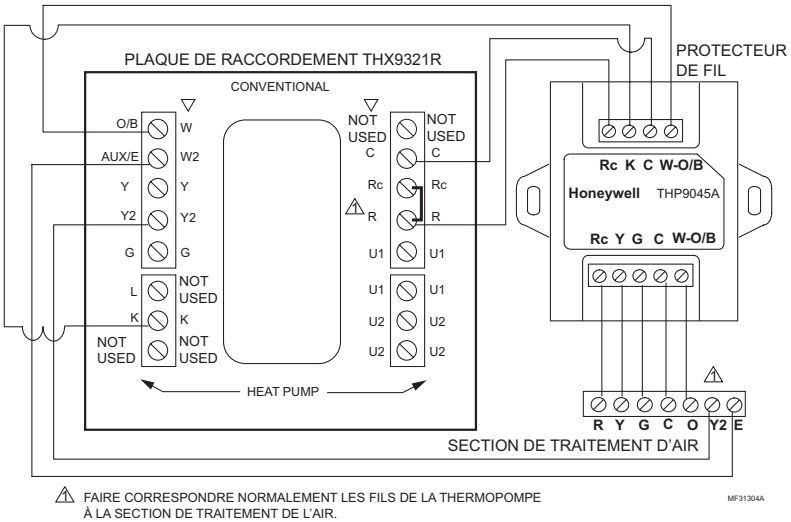 PLAQUE DE RACCORDEMENT THX9321R
PROTECTEUR
DE FIL
CONVENTIONAL
O/B W
AUX/E W2
Y Y
Y2 Y2
G G
L NOT
USED
K K
NOT
USED
NOT
USED
NOT
USED
NOT
USED
C C
Rc Rc
1 R R
U1 U1
U1 U1
U2 U2
U2 U2
HEAT PUMP
Rc K C W-O/B
Honeywell THP9045A
Rc Y G C W-O/B
1
R Y G C O Y2 E
SECTION DE TRAITEMENT D'AIR
1 FAIRE CORRESPONDRE NORMALEMENT LES FILS DE LA THERMOPOMPE
À LA SECTION DE TRAITEMENT DE L'AIR.
MF31304A